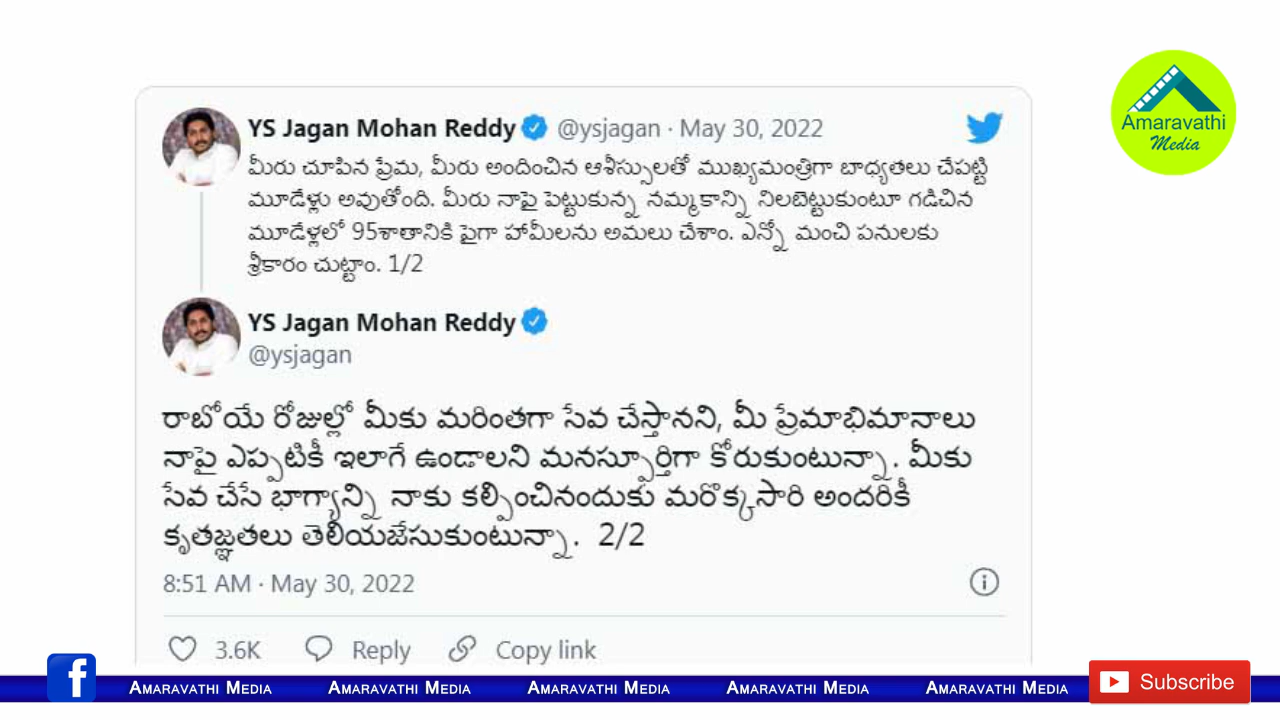 YS Jagan Mohan Reddy @ysjagan · May 30, 2022
మీరు చూపిన ప్రేమ, మీరు అందించిన ఆశీస్సులతో ముఖ్యమంత్రిగా బాధ్యతలు చేపట్టి
మూడేళ్లు అవుతోంది. మీరు నాపై పెట్టుకున్న నమ్మకాన్ని నిలబెట్టుకుంటూ గడిచిన
మూడేళ్లలో 95శాతానికి పైగా హామీలను అమలు చేశాం. ఎన్నో మంచి పనులకు
శ్రీకారం చుట్టాం. 1/2
YS Jagan Mohan Reddy
@ysjagan
రాబోయే రోజుల్లో మీకు మరింతగా సేవ చేస్తానని, మీ ప్రేమాభిమానాలు
నాపై ఎప్పటికీ ఇలాగే ఉండాలని మనస్ఫూర్తిగా కోరుకుంటున్నా. మీకు
సేవ చేసే భాగ్యాన్ని నాకు కల్పించినందుకు మరొక్కసారి అందరికీ
కృతజ్ఞతలు తెలియజేసుకుంటున్నా. 2/2
8:51 AM · May 30, 2022
3.6K Reply Copy link
Amaravathi
Media
f Amaravathi Media Amaravathi Media Amaravathi Media Amaravathi Media Amaravathi Media Subscribe